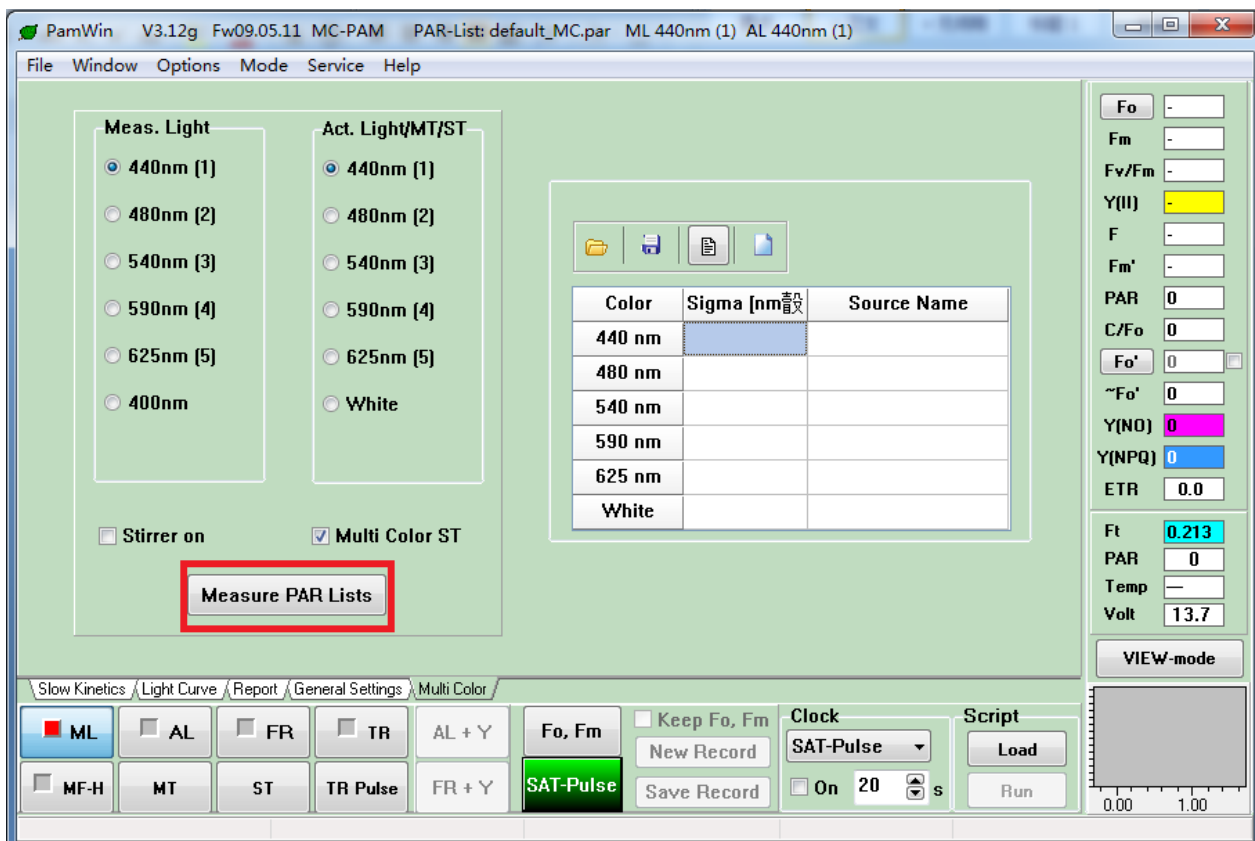 PamWin V3.12g Fw09.05.11 MC-PAM PAR-List: default_MC.par ML 440nm (1) AL 440nm (1)
File Window Options Mode Service Help
Meas. Light
440nm (1)
480nm (2)
540nm (3)
590nm (4)
625nm (5)
400nm
Act. Light/MT/ST
440nm (1)
480nm (2)
540nm (3)
590nm (4)
625nm (5)
White
Stirrer on
Multi Color ST
Measure PAR Lists
Color Sigma [nm Source Name
440 nm
480 nm
540 nm
590 nm
625 nm
White
Fo -
Fm -
Fv/Fm -
Y(II) -
F -
Fm' -
PAR 0
C/Fo 0
Fo' 0
~Fo' 0
Y(NO) 0
Y(NPQ) 0
ETR 0.0
Ft 0.213
PAR 0
Temp —
Volt 13.7
VIEW-mode
0.00 1.00
Slow Kinetics Light Curve Report General Settings Multi Color
ML AL FR TR AL + Y
MF-H MT ST TR Pulse FR + Y
Fo, Fm
SAT-Pulse
Keep Fo, Fm
New Record
Save Record
Clock
SAT-Pulse
On 20 s
Script
Load
Run